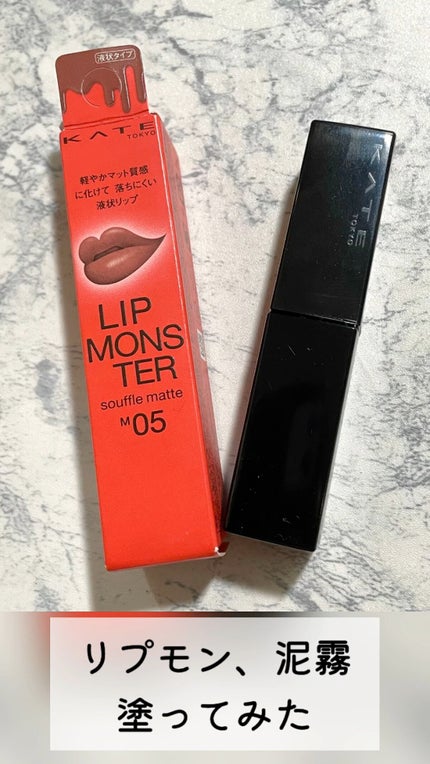 液状タイプ
KATE
TOKYO
軽やかマット質感
に化けて 落ちにくい
液状リップ
LIP
MONS
TER
souffle matte
M05
KATE
TOKYO
リプモン、泥霧
塗ってみた